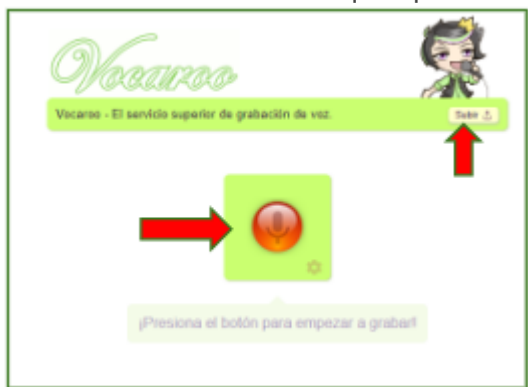 Vocaroo
Vocaroo - El servicio superior de grabación de voz.
Subir
¡Presiona el botón para empezar a grabar!